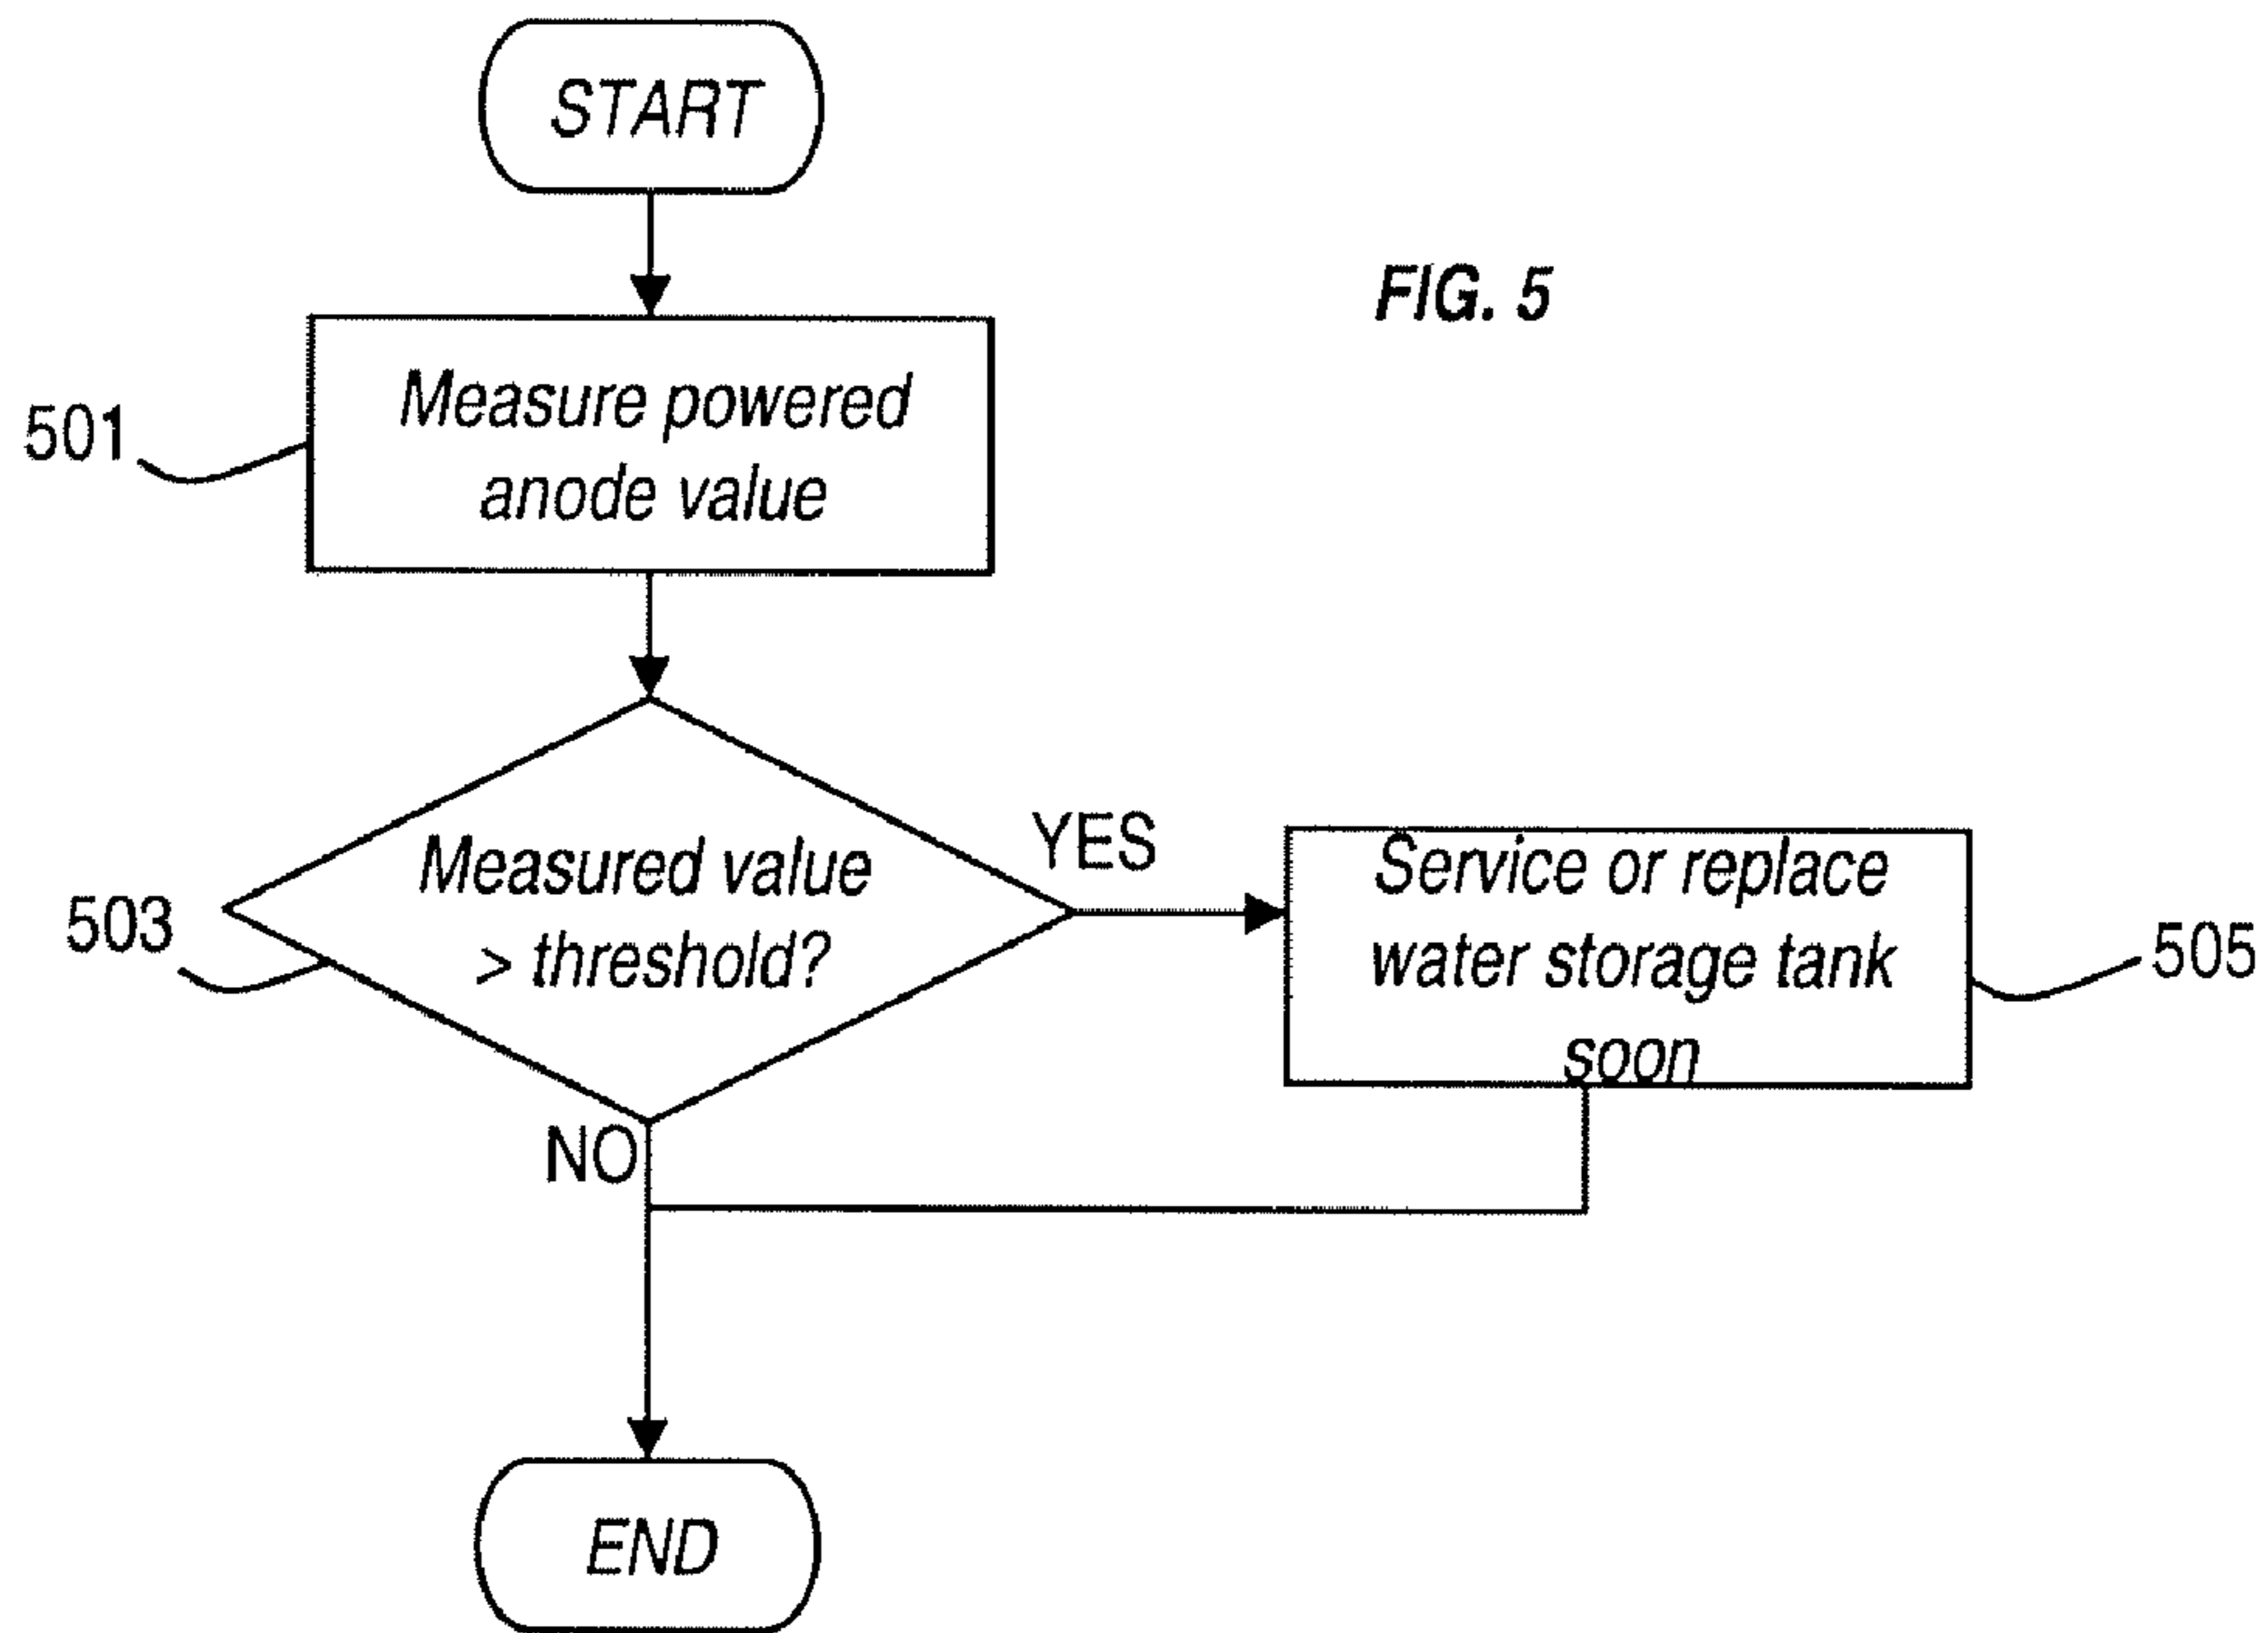 START
FIG. 5
501
Measure powered
anode value
503
Measured value
> threshold?
YES
NO
Service or replace
water storage tank
soon
505
END